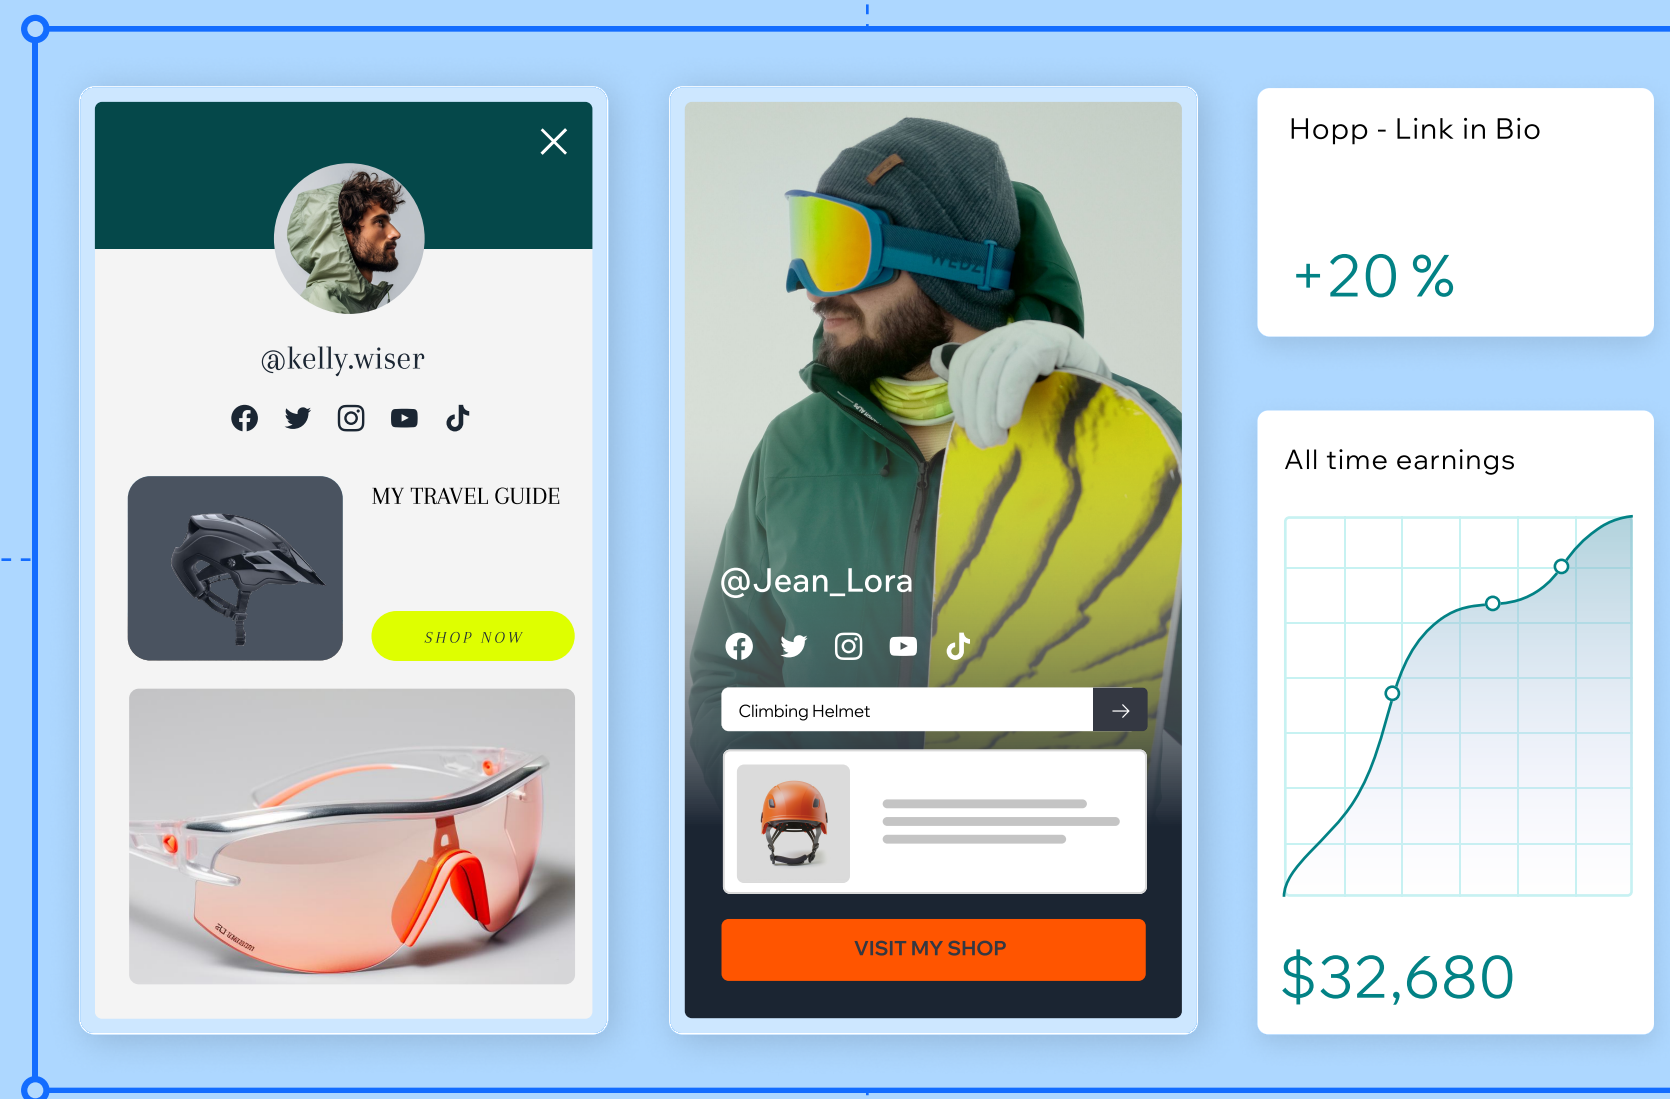 @kelly.wiser
MY TRAVEL GUIDE
SHOP NOW
WEDZ
@Jean_Lora
Climbing Helmet
VISIT MY SHOP
Hopp - Link in Bio
+20 %
All time earnings
$32,680